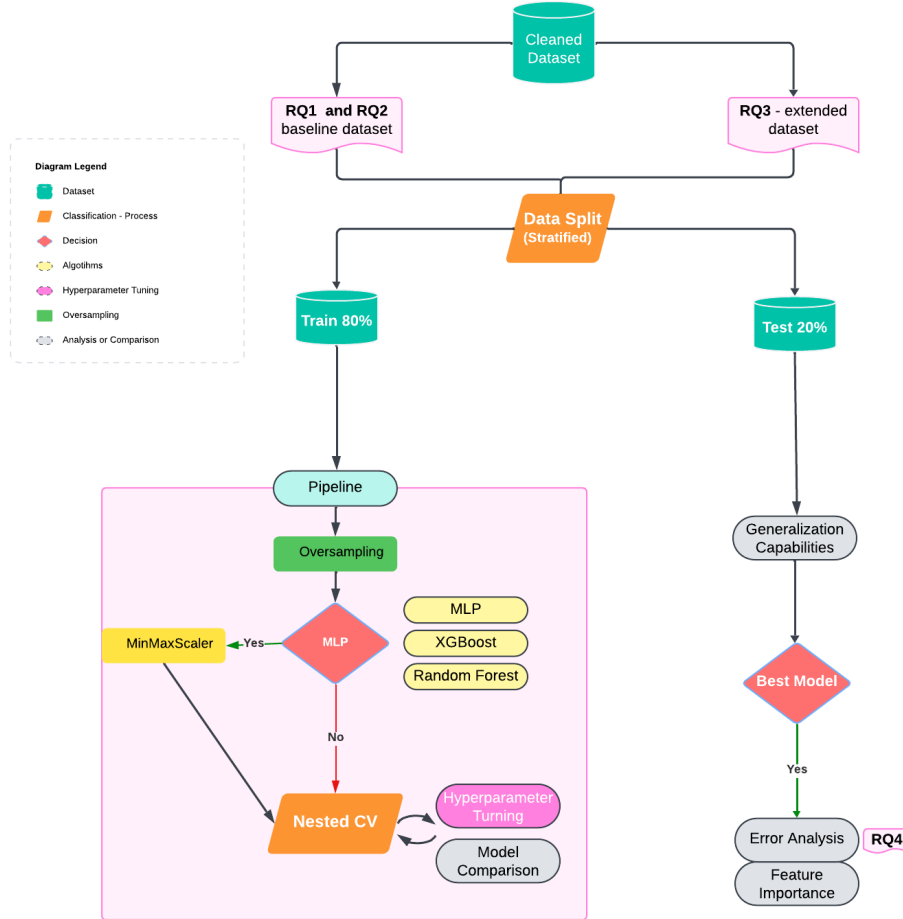 Cleaned
Dataset
RQ1 and RQ2
baseline dataset
RQ3 - extended
dataset
Diagram Legend
Dataset
Classification - Process
Decision
Algotihms
Hyperparameter Tuning
Oversampling
Analysis or Comparison
Data Split
(Stratified)
Train 80%
Test 20%
Pipeline
Oversampling
MLP
Yes
MinMaxScaler
No
MLP
XGBoost
Random Forest
Nested CV
Hyperparameter
Turning
Model
Comparison
Generalization
Capabilities
Best Model
Yes
Error Analysis
RQ4
Feature
Importance